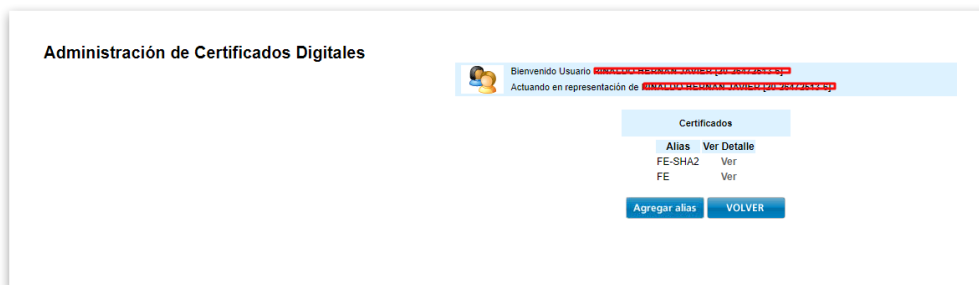 Administración de Certificados Digitales
Bienvenido Usuario
Actuando en representación de
Certificados
Alias Ver Detalle
FE-SHA2 Ver
FE Ver
Agregar alias VOLVER